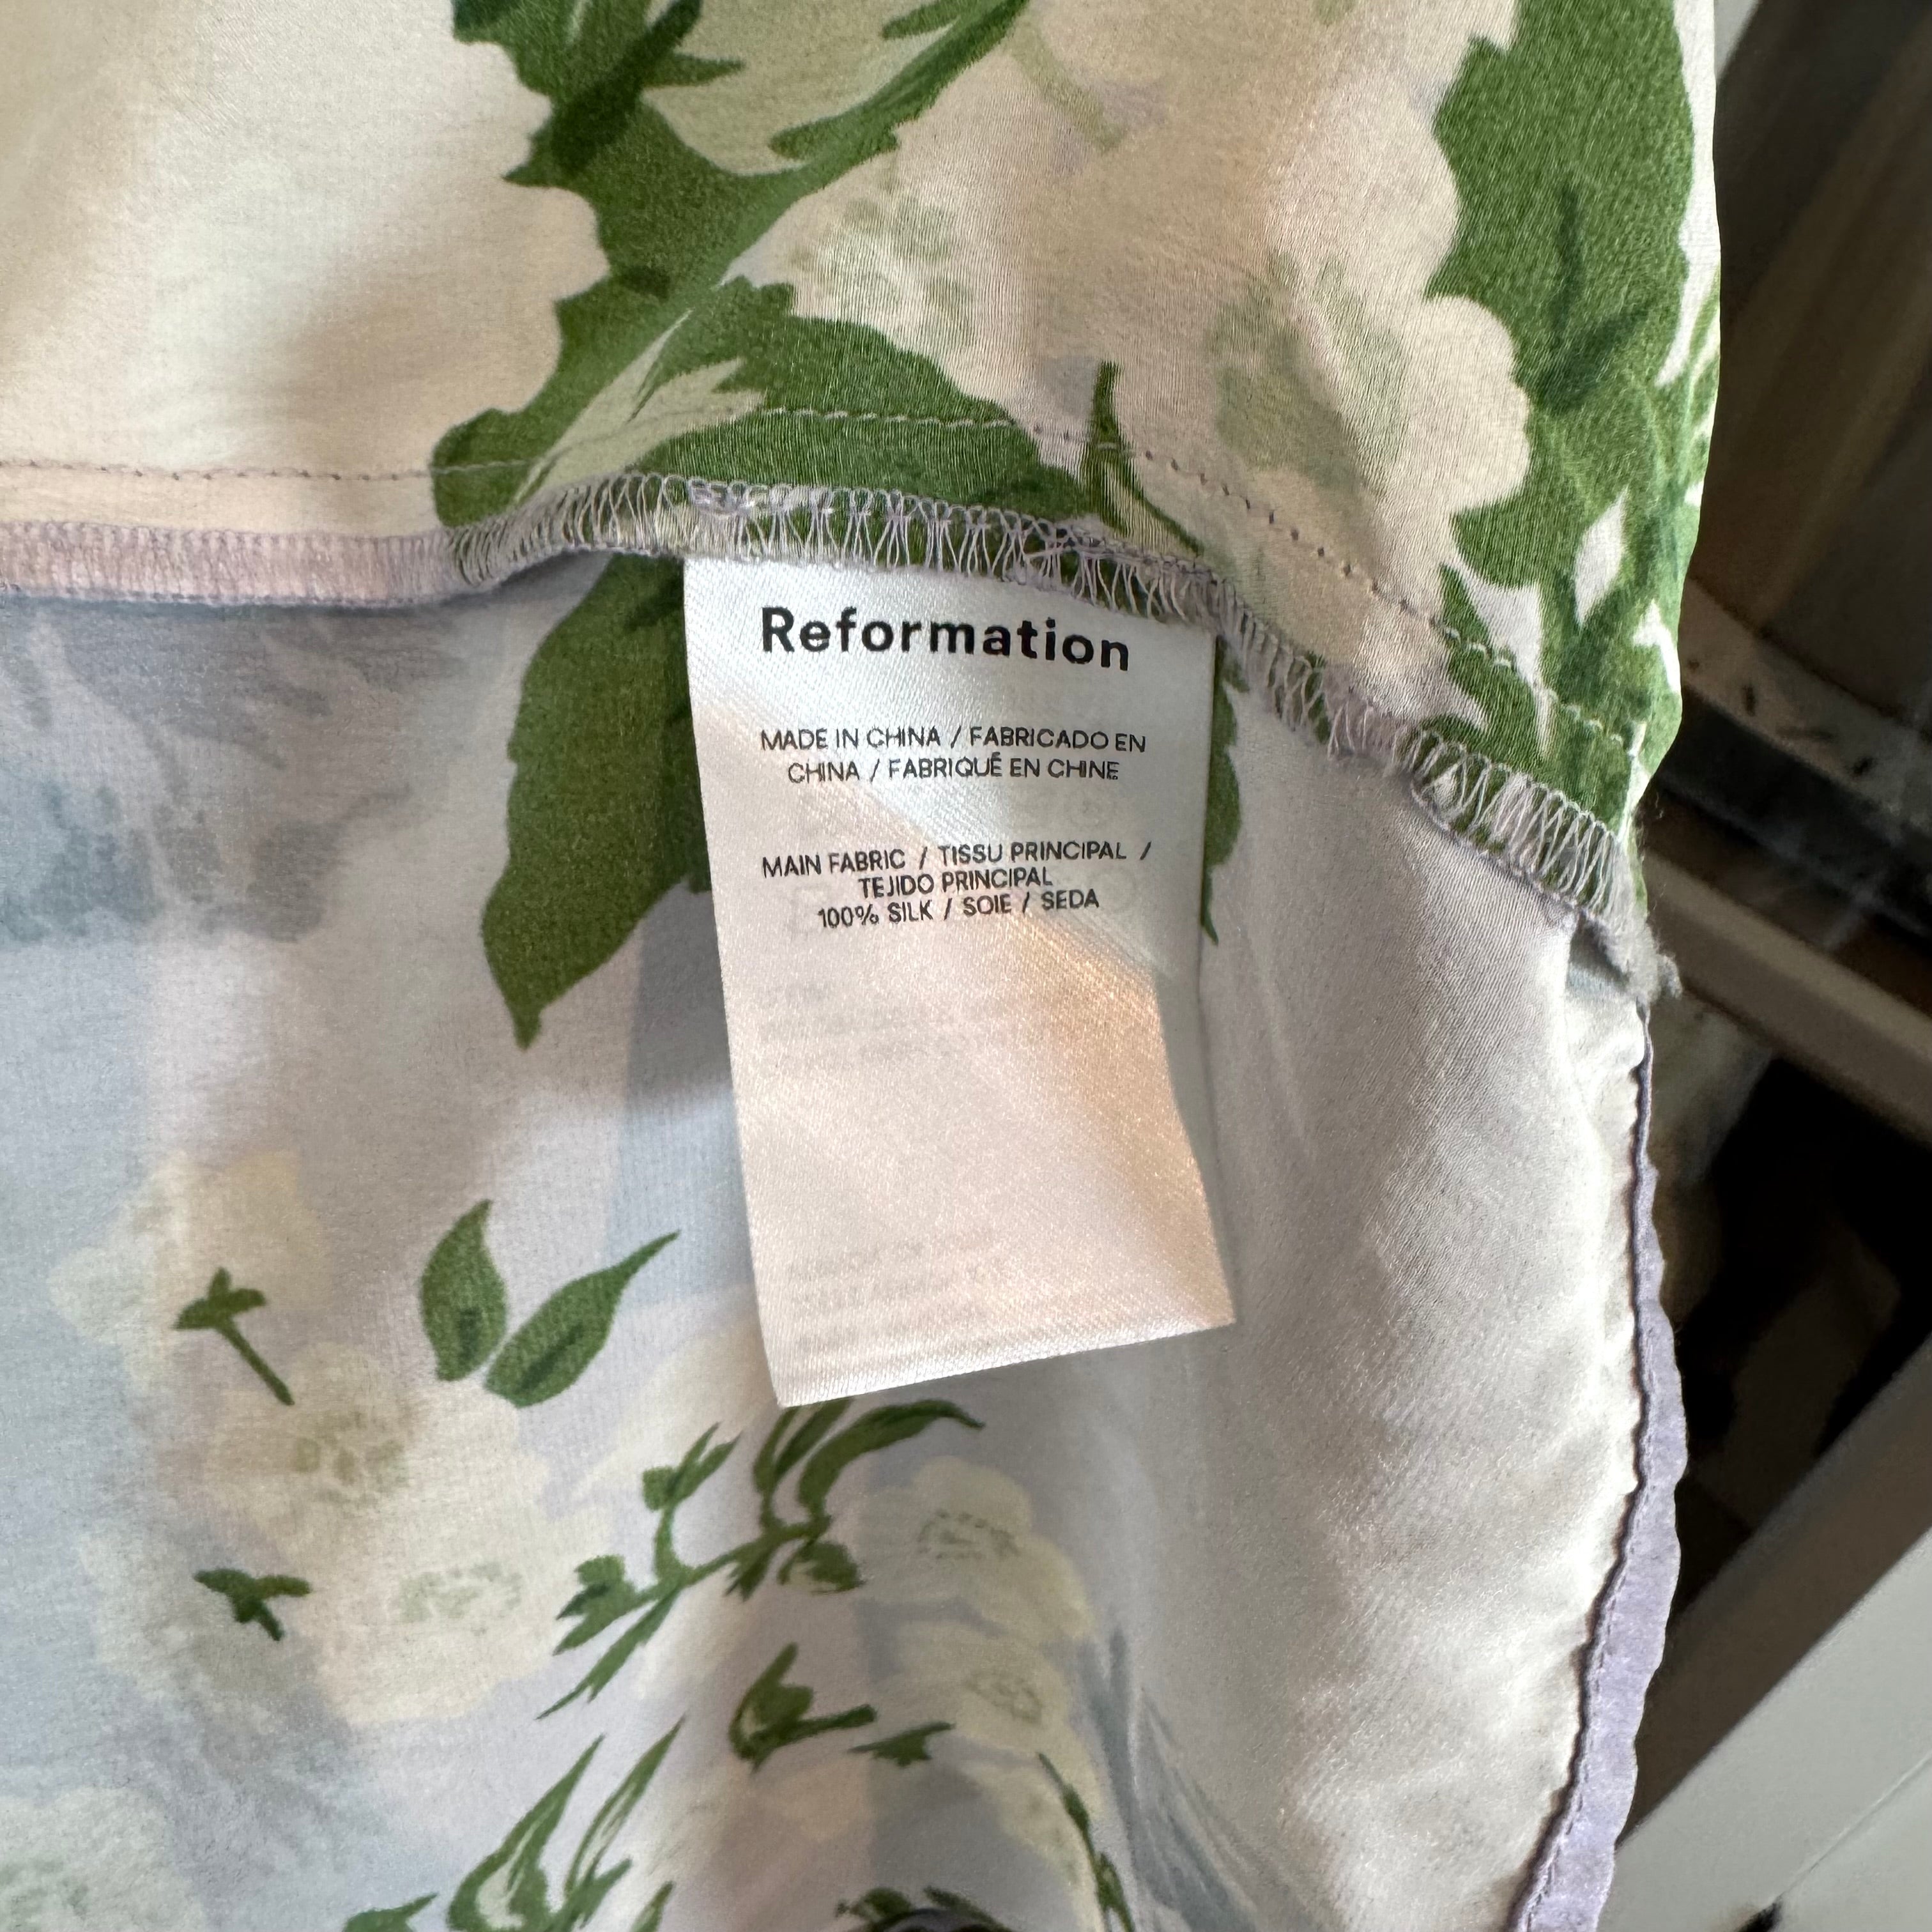 Reformation
MADE IN CHINA / FABRICADO EN
CHINA / FABRIQUÉ EN CHINE
MAIN FABRIC / TISSU PRINCIPAL /
TEJIDO PRINCIPAL
100% SILK / SOIE / SEDA